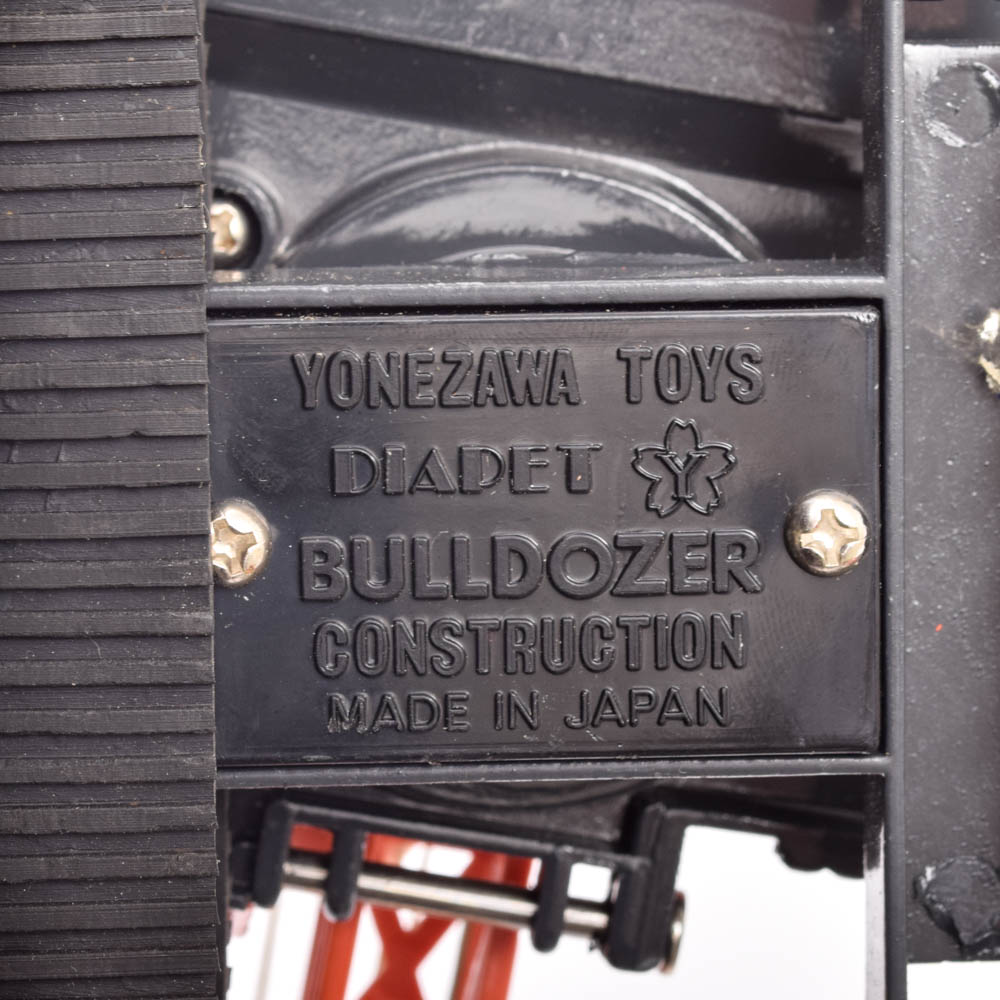 YONEZAWA TOYS
DIAPET Y
BULLDOZER
CONSTRUCTION
MADE IN JAPAN